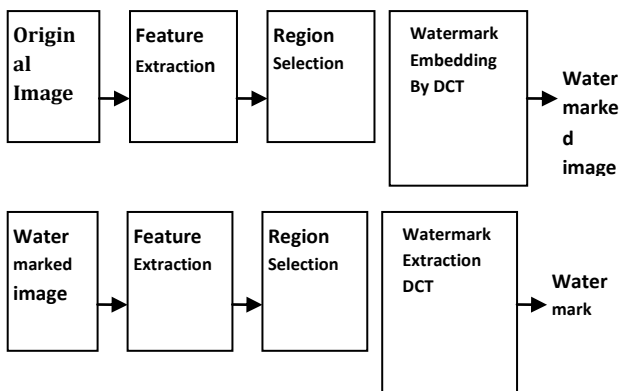 Origin
al
Image
Feature
Extraction
Region
Selection
Watermark
Embedding
By DCT
Water
marke
d
image
Water
marked
image
Feature
Extraction
Region
Selection
Watermark
Extraction
DCT
Water
mark